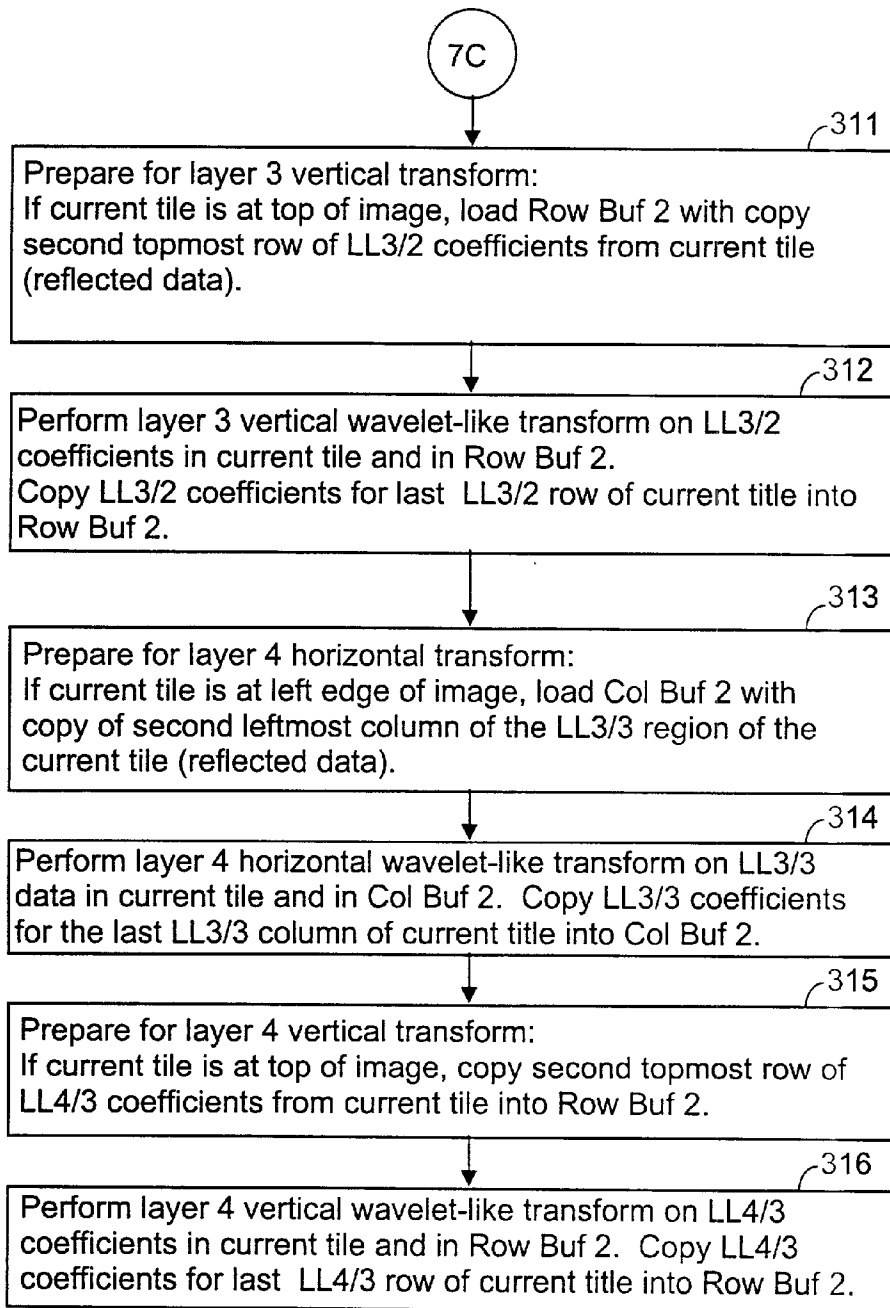 7C
311
Prepare for layer 3 vertical transform:
If current tile is at top of image, load Row Buf 2 with copy
second topmost row of LL3/2 coefficients from current tile
(reflected data).
312
Perform layer 3 vertical wavelet-like transform on LL3/2
coefficients in current tile and in Row Buf 2.
Copy LL3/2 coefficients for last LL3/2 row of current title into
Row Buf 2.
313
Prepare for layer 4 horizontal transform:
If current tile is at left edge of image, load Col Buf 2 with
copy of second leftmost column of the LL3/3 region of the
current tile (reflected data).
314
Perform layer 4 horizontal wavelet-like transform on LL3/3
data in current tile and in Col Buf 2. Copy LL3/3 coefficients
for the last LL3/3 column of current title into Col Buf 2.
315
Prepare for layer 4 vertical transform:
If current tile is at top of image, copy second topmost row of
LL4/3 coefficients from current tile into Row Buf 2.
316
Perform layer 4 vertical wavelet-like transform on LL4/3
coefficients in current tile and in Row Buf 2. Copy LL4/3
coefficients for last LL4/3 row of current title into Row Buf 2.